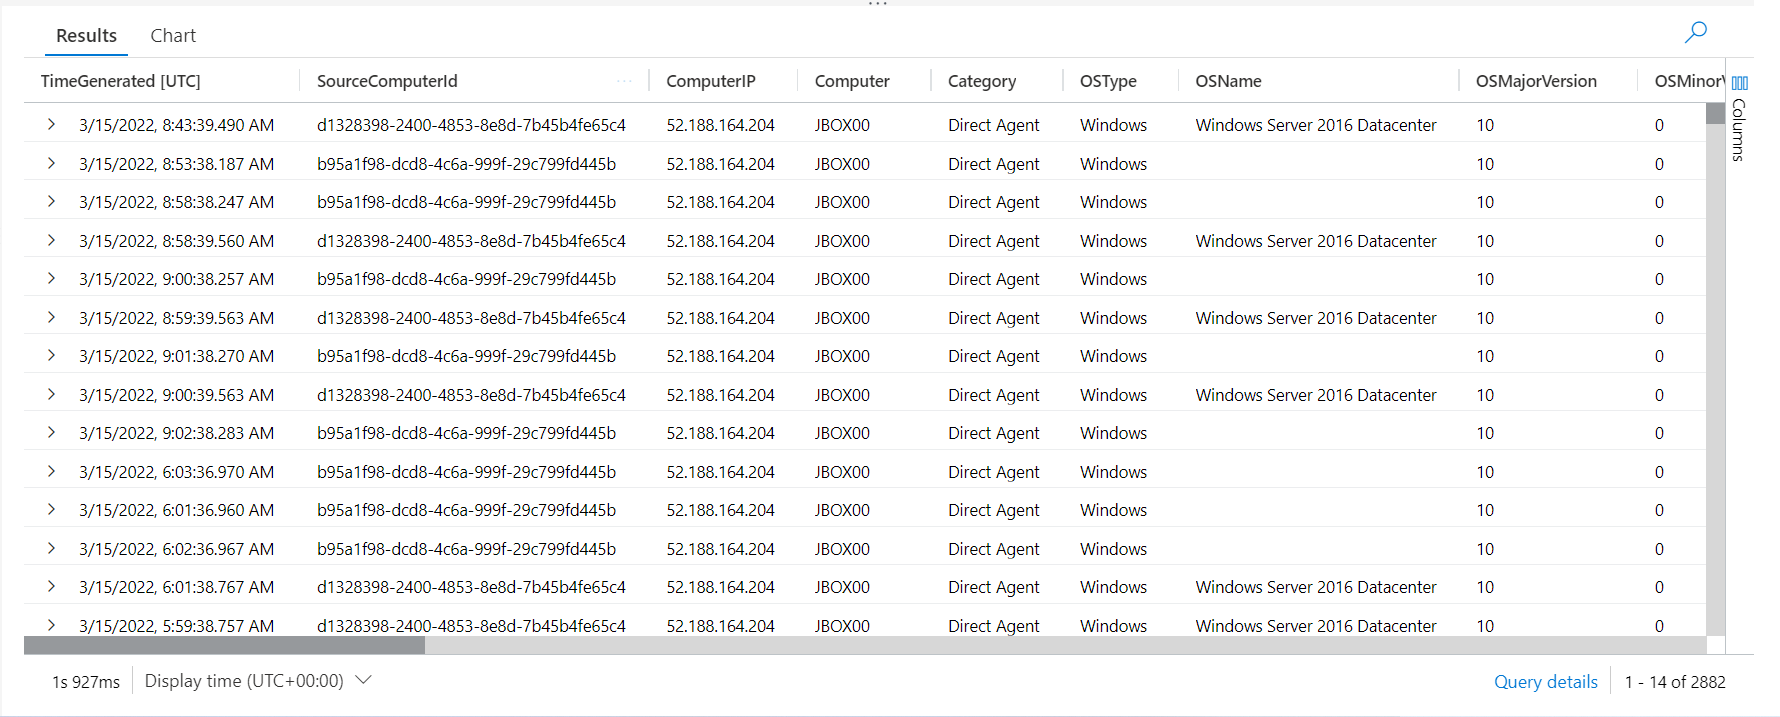 Results Chart
TimeGenerated [UTC] SourceComputerId ComputerIP Computer Category OSType OSName OSMajorVersion OSMinorV
3/15/2022, 8:43:39.490 AM d1328398-2400-4853-8e8d-7b45b4fe65c4 52.188.164.204 JBOX00 Direct Agent Windows Windows Server 2016 Datacenter 10 0
3/15/2022, 8:53:38.187 AM b95a1f98-dcd8-4c6a-999f-29c799fd445b 52.188.164.204 JBOX00 Direct Agent Windows 10 0
3/15/2022, 8:58:38.247 AM b95a1f98-dcd8-4c6a-999f-29c799fd445b 52.188.164.204 JBOX00 Direct Agent Windows 10 0
3/15/2022, 8:58:39.560 AM d1328398-2400-4853-8e8d-7b45b4fe65c4 52.188.164.204 JBOX00 Direct Agent Windows Windows Server 2016 Datacenter 10 0
3/15/2022, 9:00:38.257 AM b95a1f98-dcd8-4c6a-999f-29c799fd445b 52.188.164.204 JBOX00 Direct Agent Windows 10 0
3/15/2022, 8:59:39.563 AM d1328398-2400-4853-8e8d-7b45b4fe65c4 52.188.164.204 JBOX00 Direct Agent Windows Windows Server 2016 Datacenter 10 0
3/15/2022, 9:01:38.270 AM b95a1f98-dcd8-4c6a-999f-29c799fd445b 52.188.164.204 JBOX00 Direct Agent Windows 10 0
3/15/2022, 9:00:39.563 AM d1328398-2400-4853-8e8d-7b45b4fe65c4 52.188.164.204 JBOX00 Direct Agent Windows Windows Server 2016 Datacenter 10 0
3/15/2022, 9:02:38.283 AM b95a1f98-dcd8-4c6a-999f-29c799fd445b 52.188.164.204 JBOX00 Direct Agent Windows 10 0
3/15/2022, 6:03:36.970 AM b95a1f98-dcd8-4c6a-999f-29c799fd445b 52.188.164.204 JBOX00 Direct Agent Windows 10 0
3/15/2022, 6:01:36.960 AM b95a1f98-dcd8-4c6a-999f-29c799fd445b 52.188.164.204 JBOX00 Direct Agent Windows 10 0
3/15/2022, 6:02:36.967 AM b95a1f98-dcd8-4c6a-999f-29c799fd445b 52.188.164.204 JBOX00 Direct Agent Windows 10 0
3/15/2022, 6:01:38.767 AM d1328398-2400-4853-8e8d-7b45b4fe65c4 52.188.164.204 JBOX00 Direct Agent Windows Windows Server 2016 Datacenter 10 0
3/15/2022, 5:59:38.757 AM d1328398-2400-4853-8e8d-7b45b4fe65c4 52.188.164.204 JBOX00 Direct Agent Windows Windows Server 2016 Datacenter 10 0
Columns
1s 927ms Display time (UTC+00:00) Query details 1 - 14 of 2882